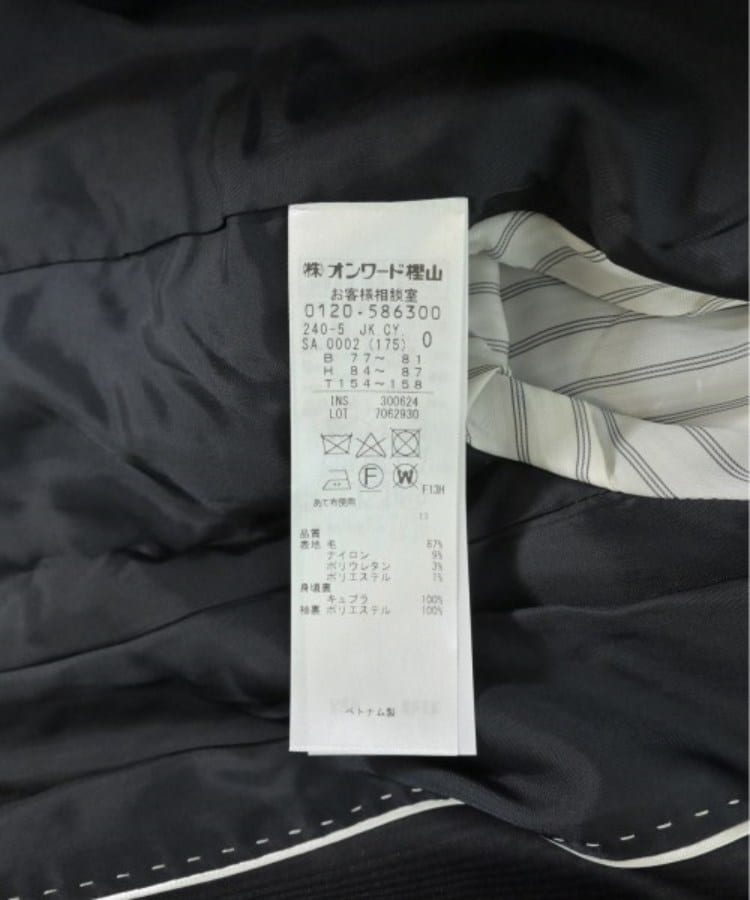 ㈱オンワード樫山
お客様相談室
0120-586300
240-5 JK CY.
SA.0002 (175) 0
B 77～ 81
H 84～ 87
T154～158
INS. 300624
LOT 7062930
F W
F13H
あて布使用
11
品質
表地 毛 87%
ナイロン 9%
ポリウレタン 3%
ポリエステル 1%
身頃裏
キュプラ 100%
袖裏 ポリエステル 100%
ベトナム製